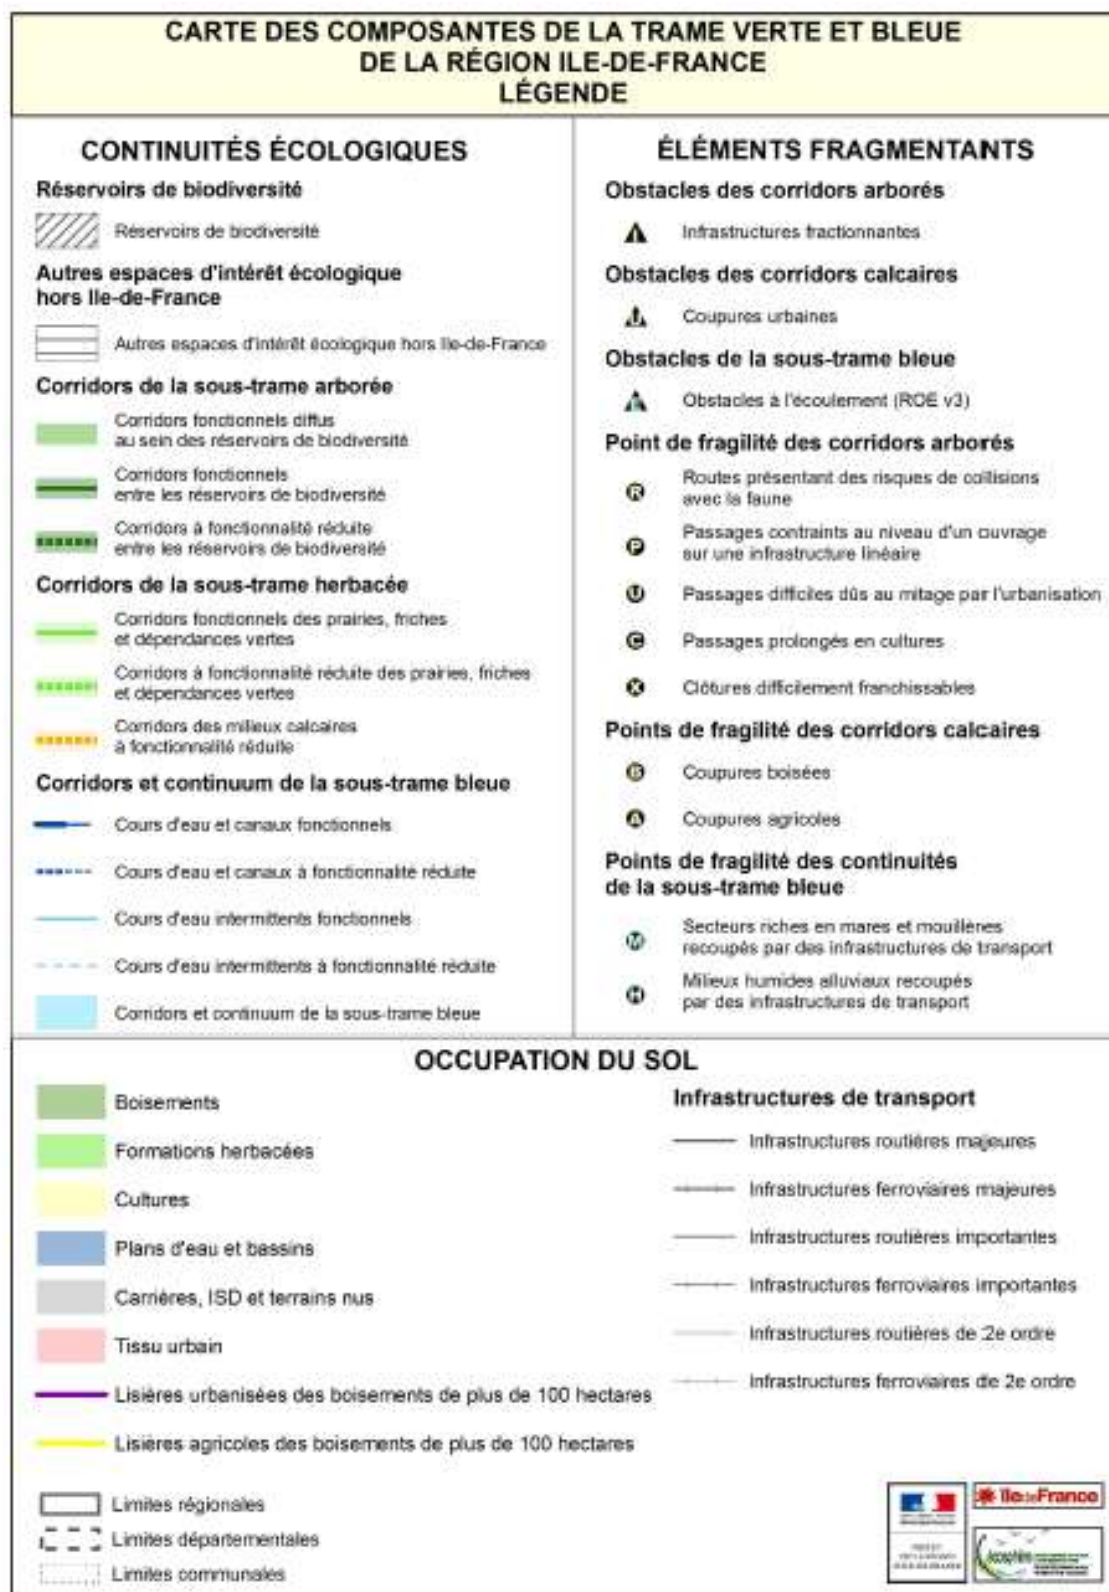 CARTE DES COMPOSANTES DE LA TRAME VERTE ET BLEUE
DE LA RÉGION ILE-DE-FRANCE
LÉGENDE
CONTINUITÉS ÉCOLOGIQUES
Réservoirs de biodiversité
Réservoirs de biodiversité
Autres espaces d'intérêt écologique
hors Ile-de-France
Autres espaces d'intérêt écologique hors Ile-de-France
Corridors de la sous-trame arborée
Corridors fonctionnels diffus
au sein des réservoirs de biodiversité
Corridors fonctionnels
entre les réservoirs de biodiversité
Corridors à fonctionnalité réduite
entre les réservoirs de biodiversité
Corridors de la sous-trame herbacée
Corridors fonctionnels des prairies, friches
et dépendances vertes
Corridors à fonctionnalité réduite des prairies, friches
et dépendances vertes
Corridors des milieux calcaires
à fonctionnalité réduite
Corridors et continuum de la sous-trame bleue
Cours d'eau et canaux fonctionnels
Cours d'eau et canaux à fonctionnalité réduite
Cours d'eau intermittents fonctionnels
Cours d'eau intermittents à fonctionnalité réduite
Corridors et continuum de la sous-trame bleue
ÉLÉMENTS FRAGMENTANTS
Obstacles des corridors arborés
I Infrastructures fractionnantes
Obstacles des corridors calcaires
U Coupures urbaines
Obstacles de la sous-trame bleue
Obstacles à l'écoulement (ROE v3)
Point de fragilité des corridors arborés
R Routes présentant des risques de collisions
avec la faune
P Passages contraints au niveau d'un ouvrage
sur une infrastructure linéaire
U Passages difficiles dûs au mitage par l'urbanisation
C Passages prolongés en cultures
X Clôtures difficilement franchissables
Points de fragilité des corridors calcaires
B Coupures boisées
A Coupures agricoles
Points de fragilité des continuités
de la sous-trame bleue
M Secteurs riches en mares et mouillères
recoupés par des infrastructures de transport
H Milieux humides alluviaux recoupés
par des infrastructures de transport
OCCUPATION DU SOL
Boisements
Formations herbacées
Cultures
Plans d'eau et bassins
Carrières, ISD et terrains nus
Tissu urbain
Lisières urbanisées des boisements de plus de 100 hectares
Lisières agricoles des boisements de plus de 100 hectares
Limites régionales
Limites départementales
Limites communales
Infrastructures de transport
Infrastructures routières majeures
Infrastructures ferroviaires majeures
Infrastructures routières importantes
Infrastructures ferroviaires importantes
Infrastructures routières de 2e ordre
Infrastructures ferroviaires de 2e ordre
île de France
écosphère